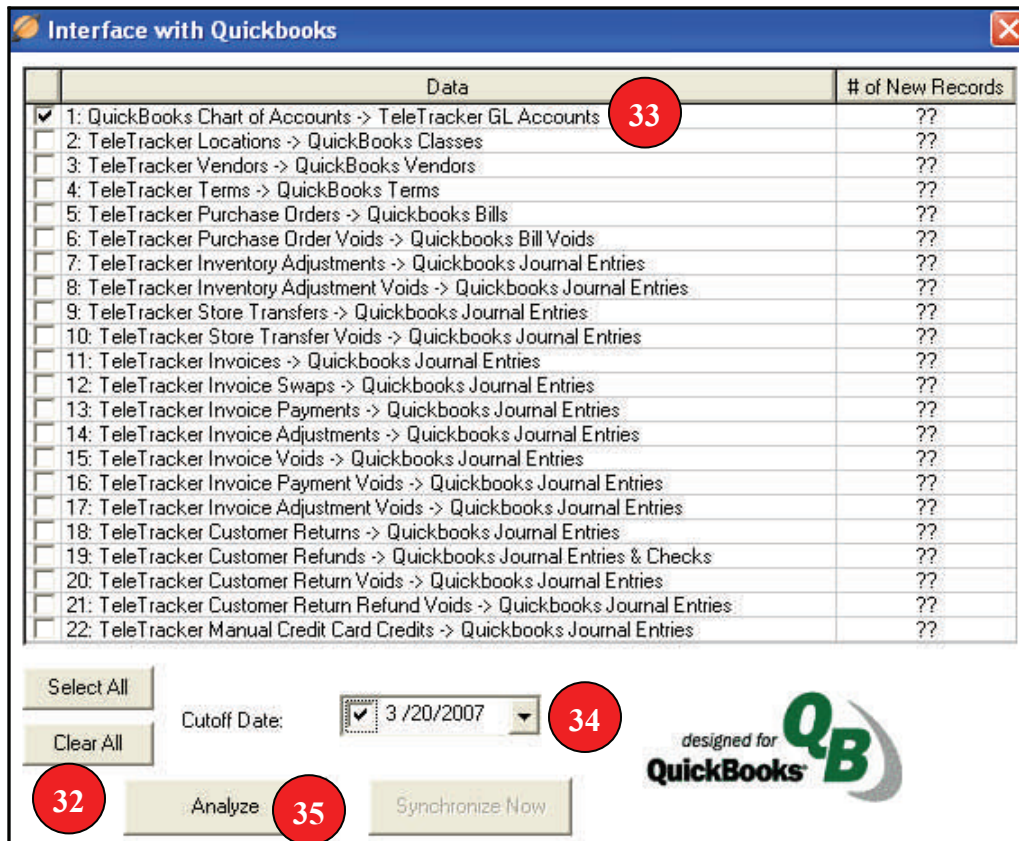 Interface with Quickbooks
Data # of New Records
1: QuickBooks Chart of Accounts -> TeleTracker GL Accounts 33 ??
2: TeleTracker Locations -> QuickBooks Classes ??
3: TeleTracker Vendors -> QuickBooks Vendors ??
4: TeleTracker Terms -> QuickBooks Terms ??
5: TeleTracker Purchase Orders -> Quickbooks Bills ??
6: TeleTracker Purchase Order Voids -> Quickbooks Bill Voids ??
7: TeleTracker Inventory Adjustments -> Quickbooks Journal Entries ??
8: TeleTracker Inventory Adjustment Voids -> Quickbooks Journal Entries ??
9: TeleTracker Store Transfers -> Quickbooks Journal Entries ??
10: TeleTracker Store Transfer Voids -> Quickbooks Journal Entries ??
11: TeleTracker Invoices -> Quickbooks Journal Entries ??
12: TeleTracker Invoice Swaps -> Quickbooks Journal Entries ??
13: TeleTracker Invoice Payments -> Quickbooks Journal Entries ??
14: TeleTracker Invoice Adjustments -> Quickbooks Journal Entries ??
15: TeleTracker Invoice Voids -> Quickbooks Journal Entries ??
16: TeleTracker Invoice Payment Voids -> Quickbooks Journal Entries ??
17: TeleTracker Invoice Adjustment Voids -> Quickbooks Journal Entries ??
18: TeleTracker Customer Returns -> Quickbooks Journal Entries ??
19: TeleTracker Customer Refunds -> Quickbooks Journal Entries & Checks ??
20: TeleTracker Customer Return Voids -> Quickbooks Journal Entries ??
21: TeleTracker Customer Return Refund Voids -> Quickbooks Journal Entries ??
22: TeleTracker Manual Credit Card Credits -> Quickbooks Journal Entries ??
Select All
Clear All
Cutoff Date: 3 /20/2007 34
designed for
QuickBooks
QB
32 Analyze 35 Synchronize Now